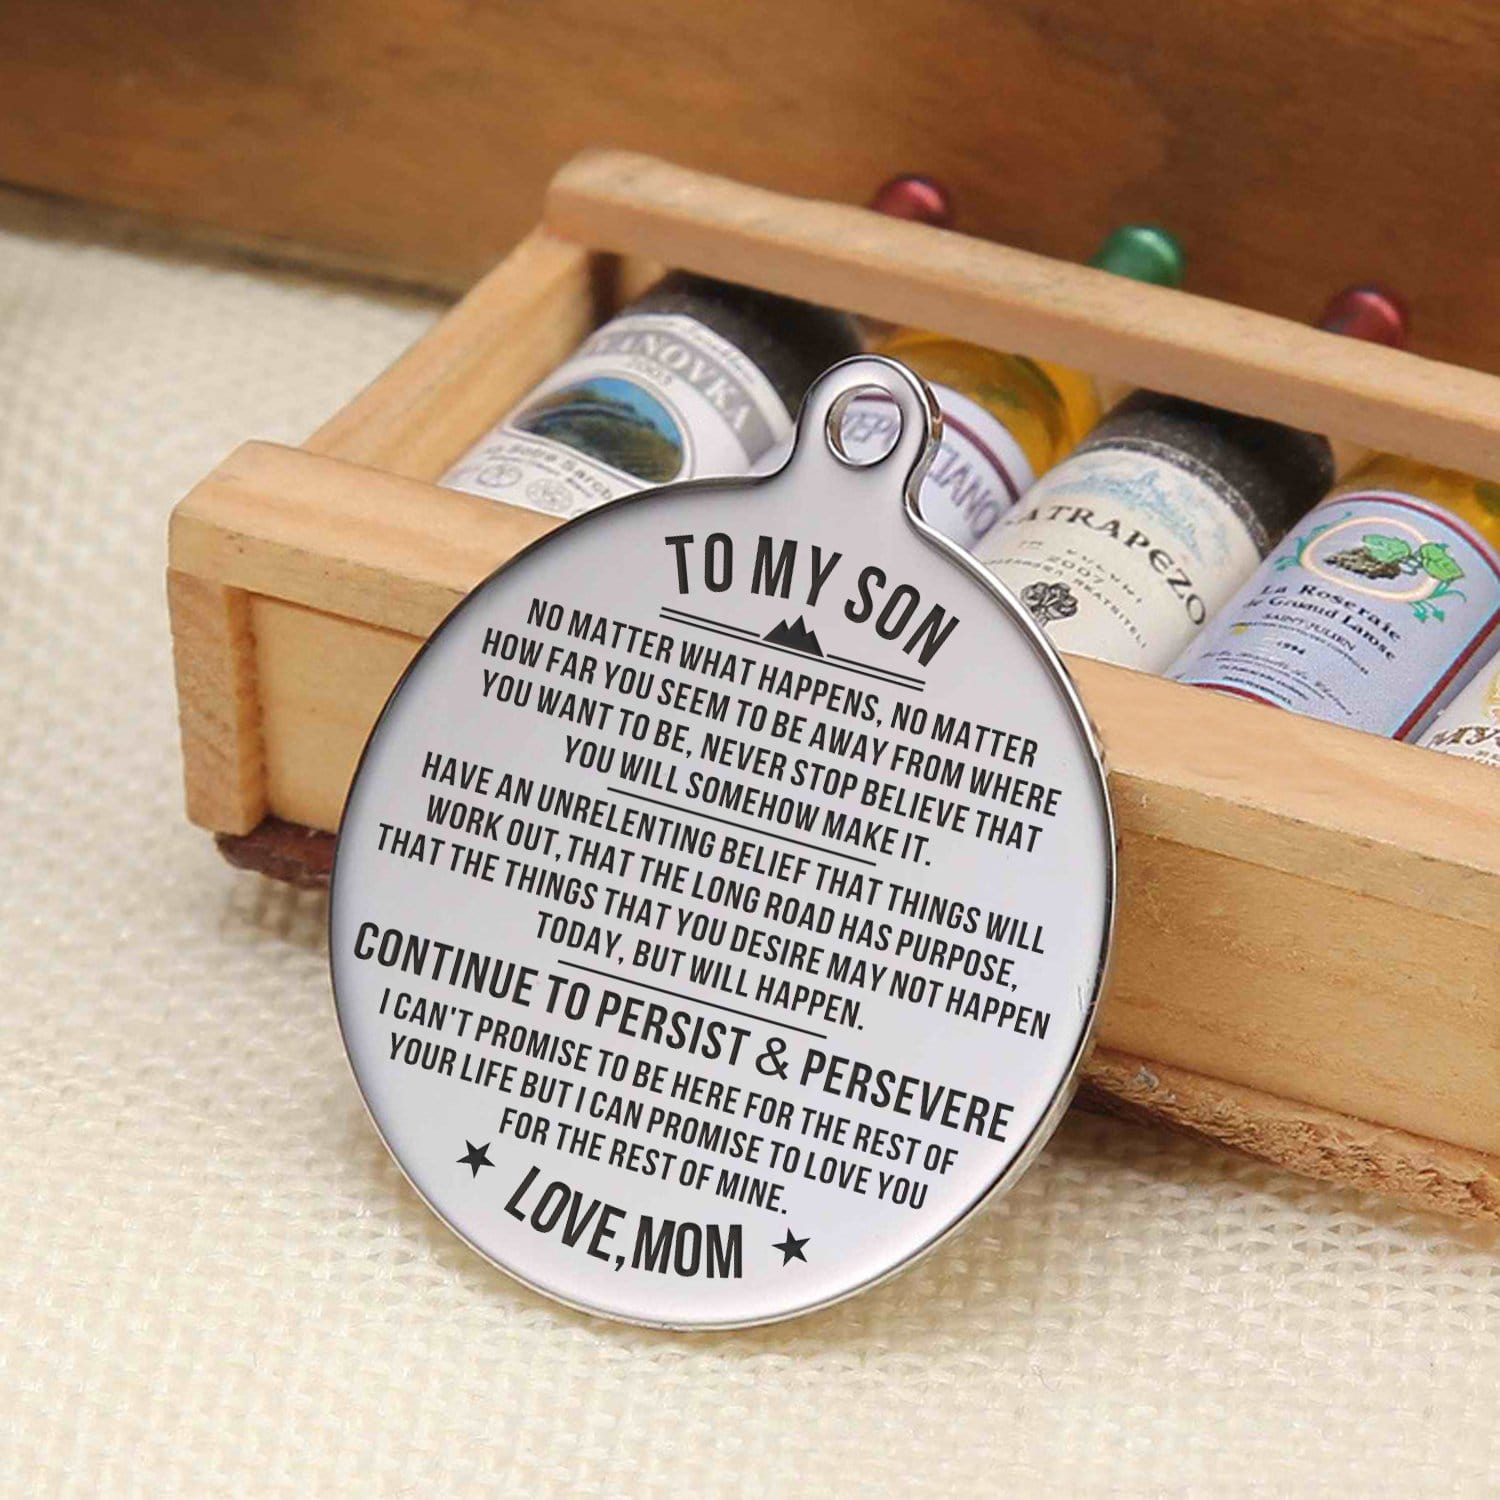 TO MY SON
NO MATTER WHAT HAPPENS, NO MATTER
HOW FAR YOU SEEM TO BE AWAY FROM WHERE
YOU WANT TO BE, NEVER STOP BELIEVE THAT
YOU WILL SOMEHOW MAKE IT.
HAVE AN UNRELENTING BELIEF THAT THINGS WILL
WORK OUT, THAT THE LONG ROAD HAS PURPOSE,
THAT THE THINGS THAT YOU DESIRE MAY NOT HAPPEN
TODAY, BUT WILL HAPPEN.
CONTINUE TO PERSIST & PERSEVERE
I CAN'T PROMISE TO BE HERE FOR THE REST OF
YOUR LIFE BUT I CAN PROMISE TO LOVE YOU
FOR THE REST OF MINE.
LOVE, MOM
2003
2007
La Roseraie
de Gruaud Larose
SAINT-JULIEN
1994